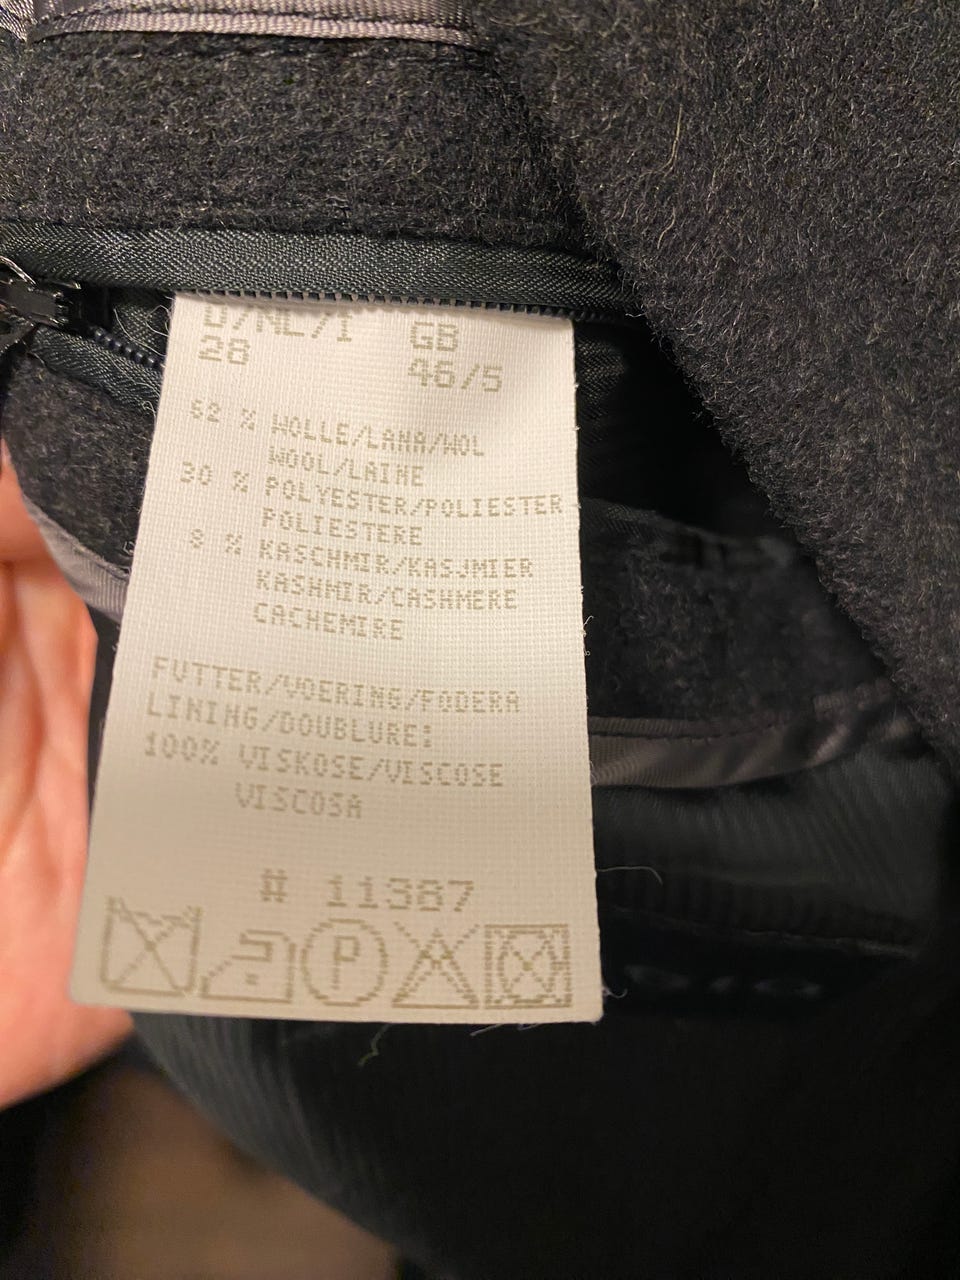 D/NL/I GB
28 46/5
62 % WOLLE/LANA/WOL
WOOL/LAINE
30 % POLYESTER/POLIESTER
POLIESTERE
8 % KASCHMIR/KASJMIER
KASHMIR/CASHMERE
CACHEMIRE
FUTTER/VOERING/FODERA
LINING/DOUBLURE:
100% VISKOSE/VISCOSE
VISCOSA
# 11387
P